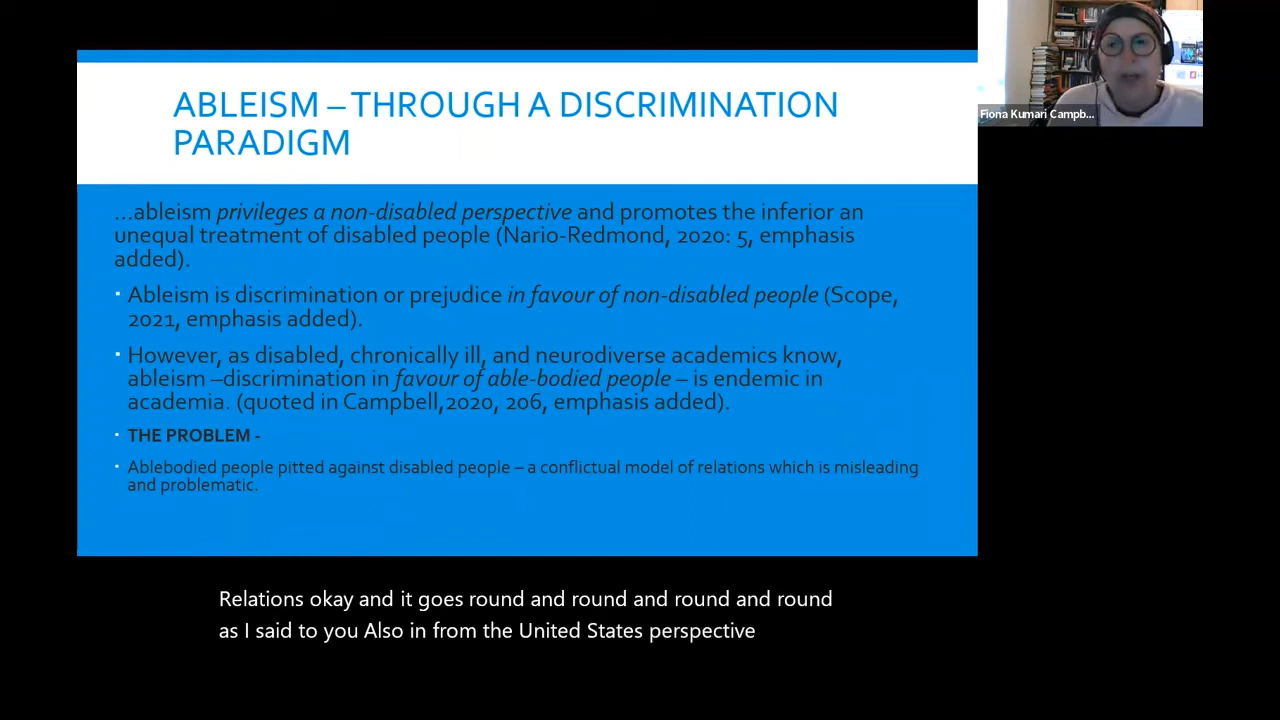 ABLEISM – THROUGH A DISCRIMINATION
PARADIGM
...ableism privileges a non-disabled perspective and promotes the inferior an
unequal treatment of disabled people (Nario-Redmond, 2020: 5, emphasis
added).
▪ Ableism is discrimination or prejudice in favour of non-disabled people (Scope,
2021, emphasis added).
▪ However, as disabled, chronically ill, and neurodiverse academics know,
ableism –discrimination in favour of able-bodied people – is endemic in
academia. (quoted in Campbell,2020, 206, emphasis added).
▪ THE PROBLEM -
▪ Ablebodied people pitted against disabled people – a conflictual model of relations which is misleading
and problematic.
Fiona Kumari Campb...
Relations okay and it goes round and round and round and round
as I said to you Also in from the United States perspective